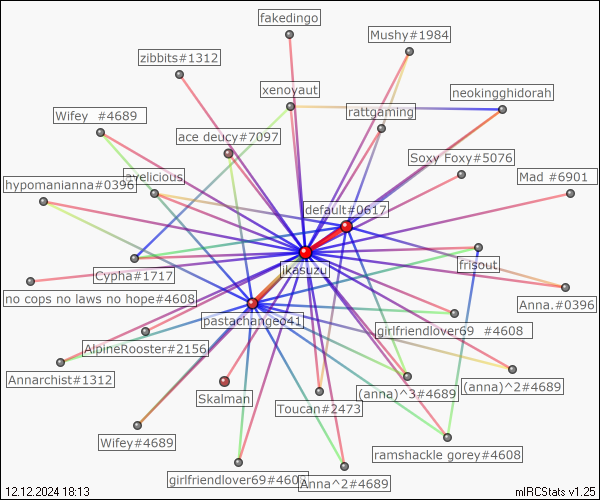 fakedingo
Mushy#1984
zibbits#1312
xenoyaut
neokingghidorah
Wifey #4689
rattgaming
ace deucy#7097
Soxy Foxy#5076
Mad #6901
hypomanianna#0396
default#0617
Cypha#1717
ikasuzu
frisout
no cops no laws no hope#4608
Anna.#0396
pastachangeo41
girlfriendlover69 #4608
AlpineRooster#2156
Annarchist#1312
Skalman
(anna)^3#4689
(anna)^2#4689
Toucan#2473
Wifey#4689
ramshackle gorey#4608
girlfriendlover69#460
Anna^2#4689
12.12.2024 18:13
mIRCStats v1.25